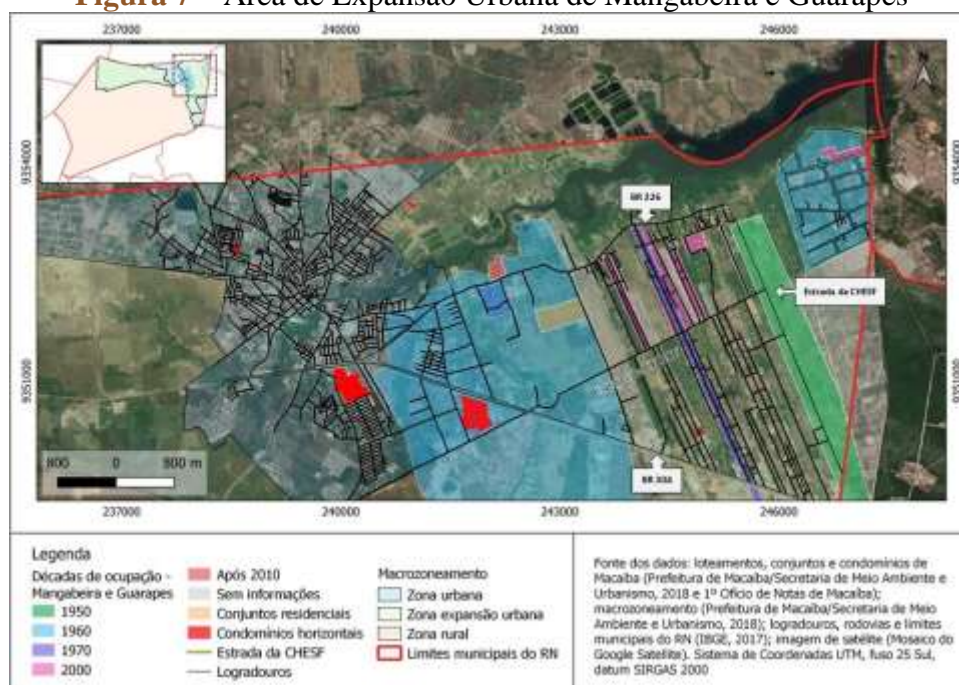 Figura 7 – Área de Expansão Urbana de Mangabeira e Guarapes
237000 240000 243000 246000
N
9354000 9354000
BR 226
Estrada da CHESF
9351000 9351000
BR 304
800 0 800 m
237000 240000 243000 246000
Legenda
Décadas de ocupação -
Mangabeira e Guarapes
1950
1960
1970
2000
Após 2010
Sem informações
Conjuntos residenciais
Condomínios horizontais
Estrada da CHESF
Logradouros
Macrozoneamento
Zona urbana
Zona expansão urbana
Zona rural
Limites municipais do RN
Fonte dos dados: loteamentos, conjuntos e condomínios de
Macaíba (Prefeitura de Macaíba/Secretaria de Meio Ambiente e
Urbanismo, 2018 e 1º Ofício de Notas de Macaíba);
macrozoneamento (Prefeitura de Macaíba/Secretaria de Meio
Ambiente e Urbanismo, 2018); logradouros, rodovias e limites
municipais do RN (IBGE, 2017); imagem de satélite (Mosaico do
Google Satellite). Sistema de Coordenadas UTM, fuso 25 Sul,
datum SIRGAS 2000